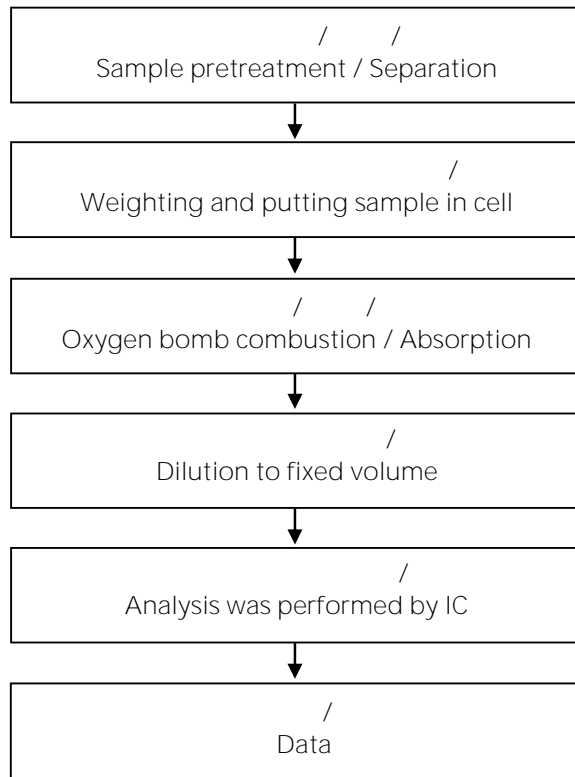 / /
Sample pretreatment / Separation
/
Weighting and putting sample in cell
/ /
Oxygen bomb combustion / Absorption
/
Dilution to fixed volume
/
Analysis was performed by IC
/
Data